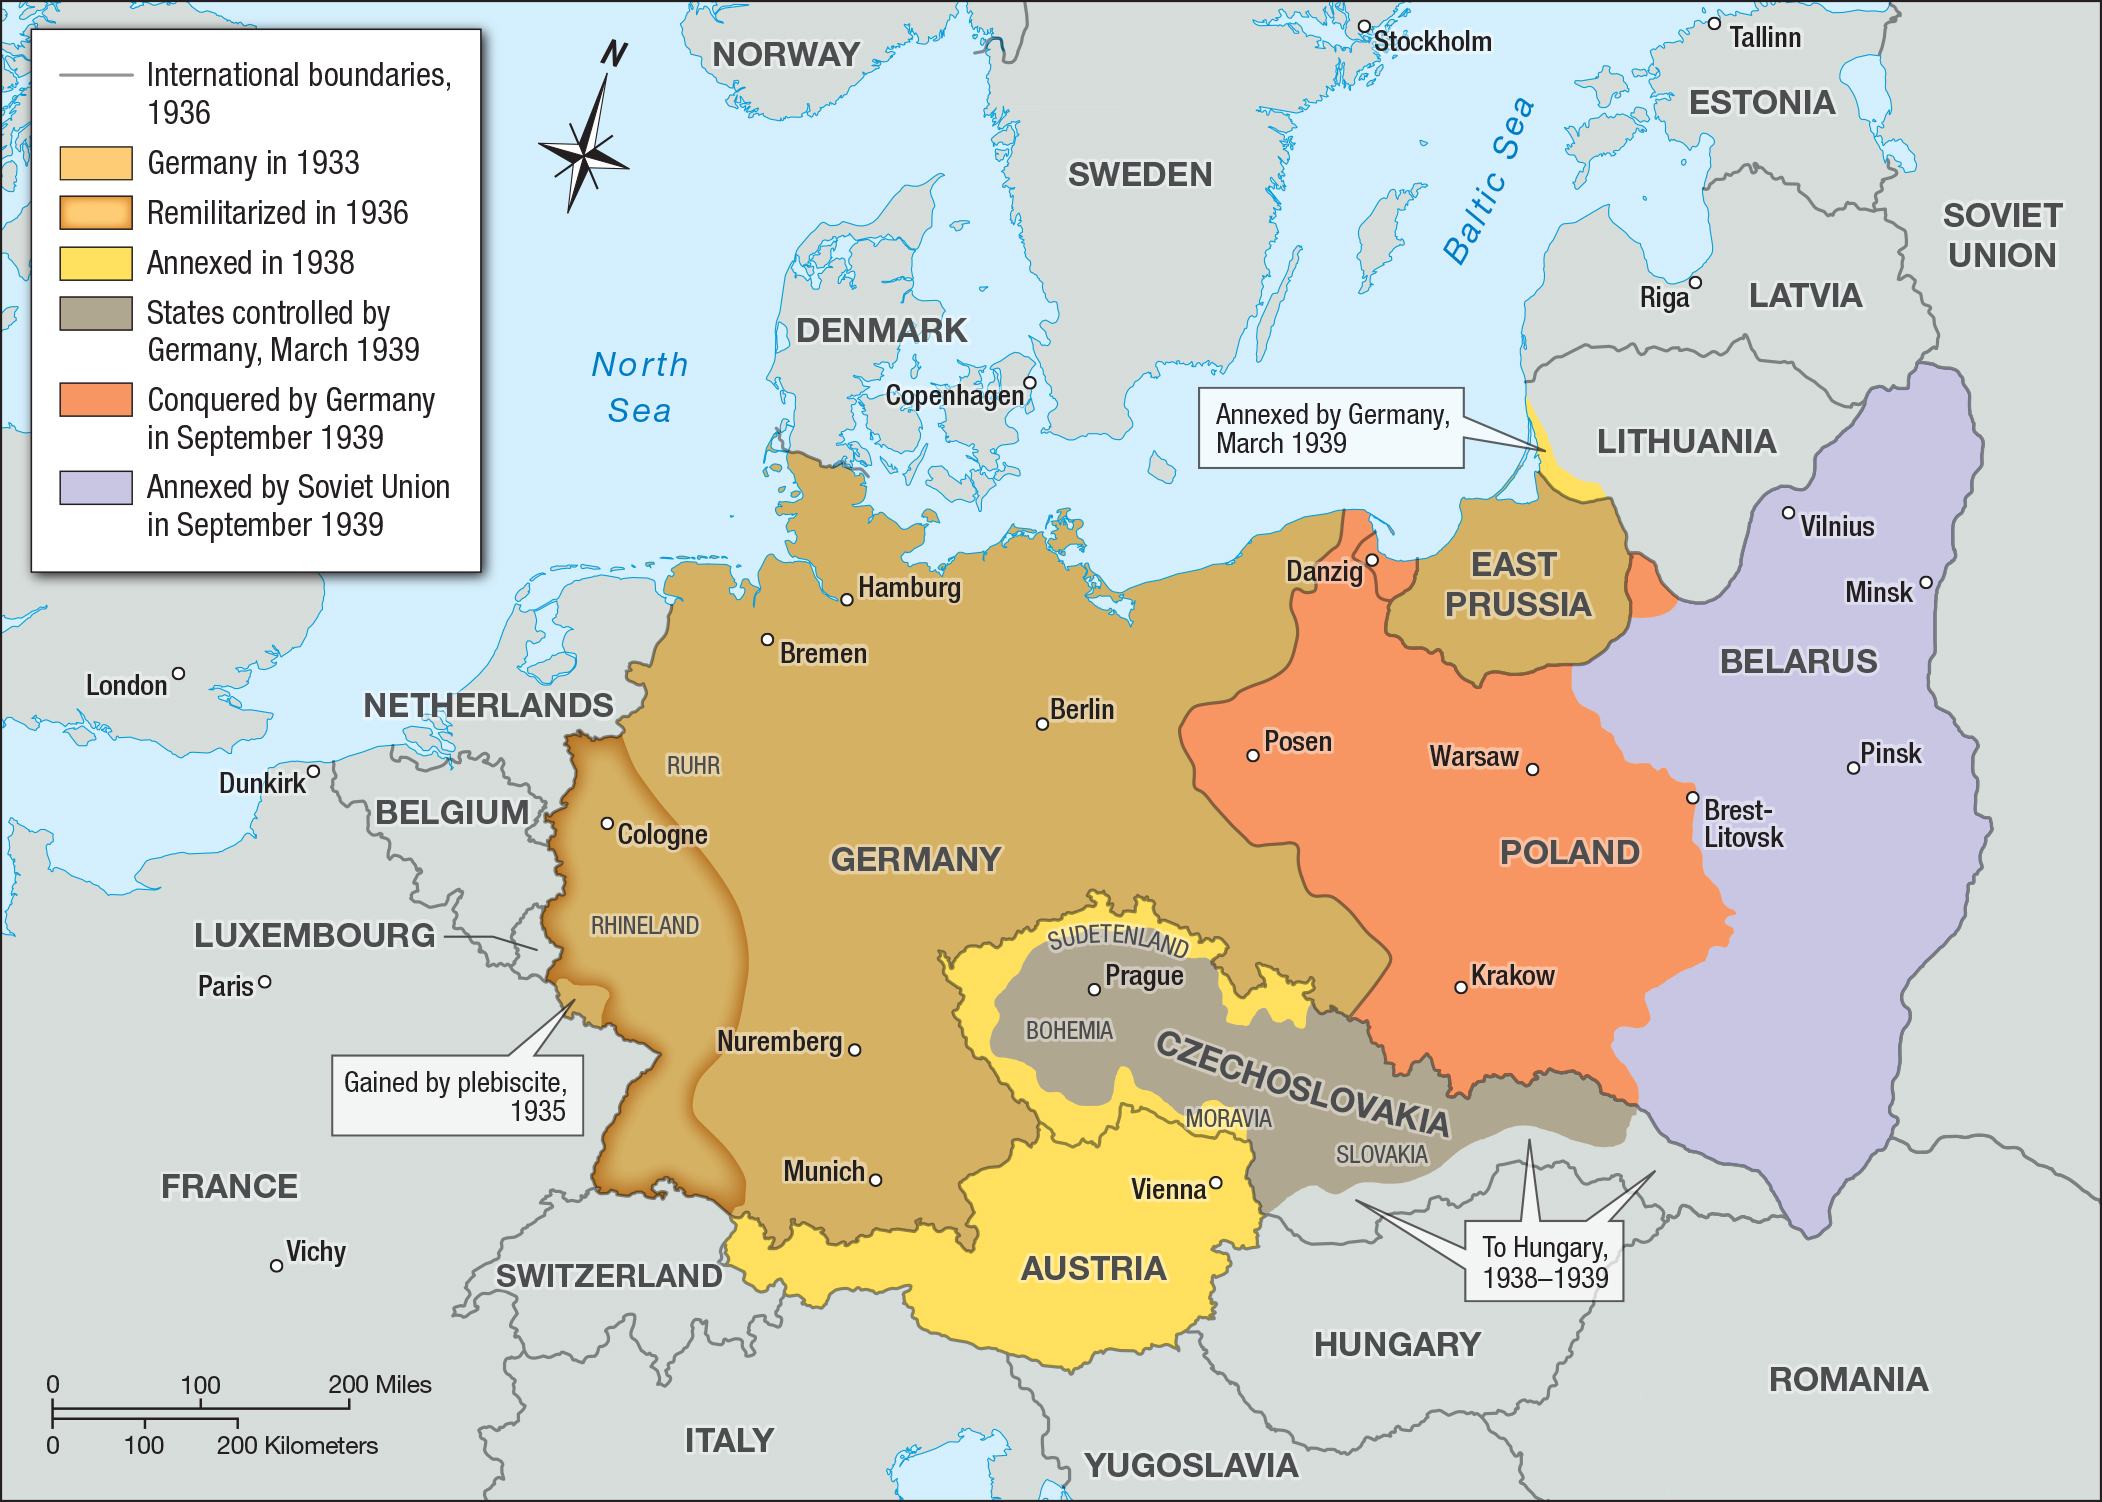 International boundaries,
1936
Germany in 1933
Remilitarized in 1936
Annexed in 1938
States controlled by
Germany, March 1939
Conquered by Germany
in September 1939
Annexed by Soviet Union
in September 1939
N
NORWAY
Stockholm
Tallinn
ESTONIA
SWEDEN
Baltic Sea
SOVIET
UNION
Riga
LATVIA
DENMARK
North
Sea
Copenhagen
Annexed by Germany,
March 1939
LITHUANIA
Vilnius
Minsk
Danzig
EAST
PRUSSIA
Hamburg
Bremen
BELARUS
London
NETHERLANDS
Berlin
Posen
Warsaw
Pinsk
RUHR
Dunkirk
BELGIUM
Brest-
Litovsk
Cologne
GERMANY
POLAND
RHINELAND
LUXEMBOURG
SUDETENLAND
Prague
Krakow
Paris
BOHEMIA
Nuremberg
CZECHOSLOVAKIA
Gained by plebiscite,
1935
MORAVIA
SLOVAKIA
Munich
Vienna
FRANCE
Vichy
SWITZERLAND
AUSTRIA
To Hungary,
1938–1939
HUNGARY
ROMANIA
0 100 200 Miles
0 100 200 Kilometers
ITALY
YUGOSLAVIA